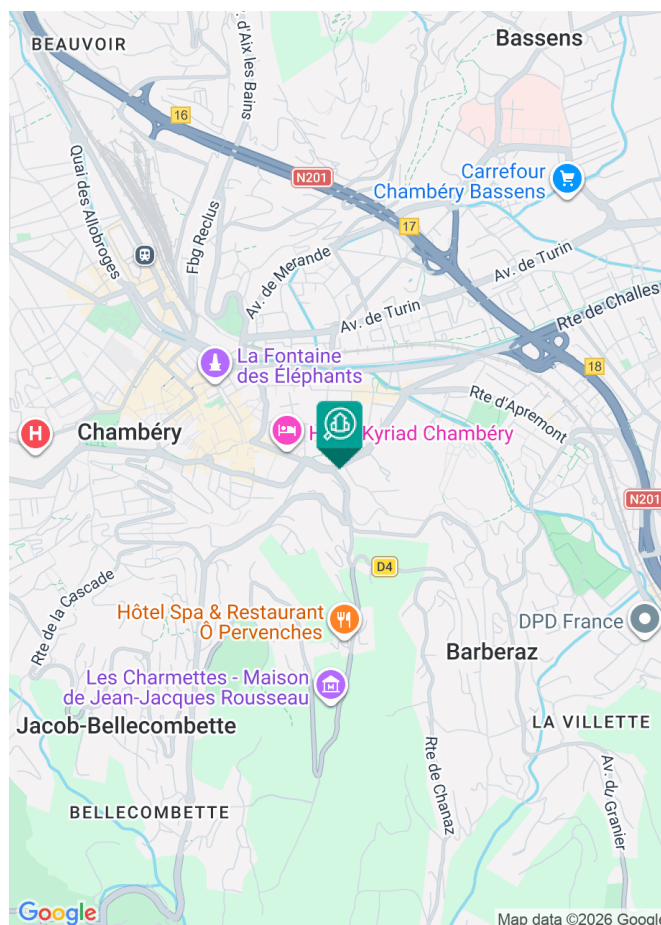 BEAUVOIR
Bassens
Av. d'Aix les Bains
16
N201
Carrefour
Chambéry Bassens
Quai des Allobroges
Fbg Reclus
17
Av. de Merande
Av. de Turin
Av. de Turin
Rte de Challes
La Fontaine
des Éléphants
18
Rte d'Apremont
Chambéry
H
Kyriad Chambéry
N201
D4
Rte de la Cascade
Hôtel Spa & Restaurant
Ô Pervenches
DPD France
Barberaz
Les Charmettes - Maison
de Jean-Jacques Rousseau
Jacob-Bellecombette
LA VILLETTE
Rte de Chanaz
Av. du Granier
BELLECOMBETTE
Google
Map data ©2026 Google